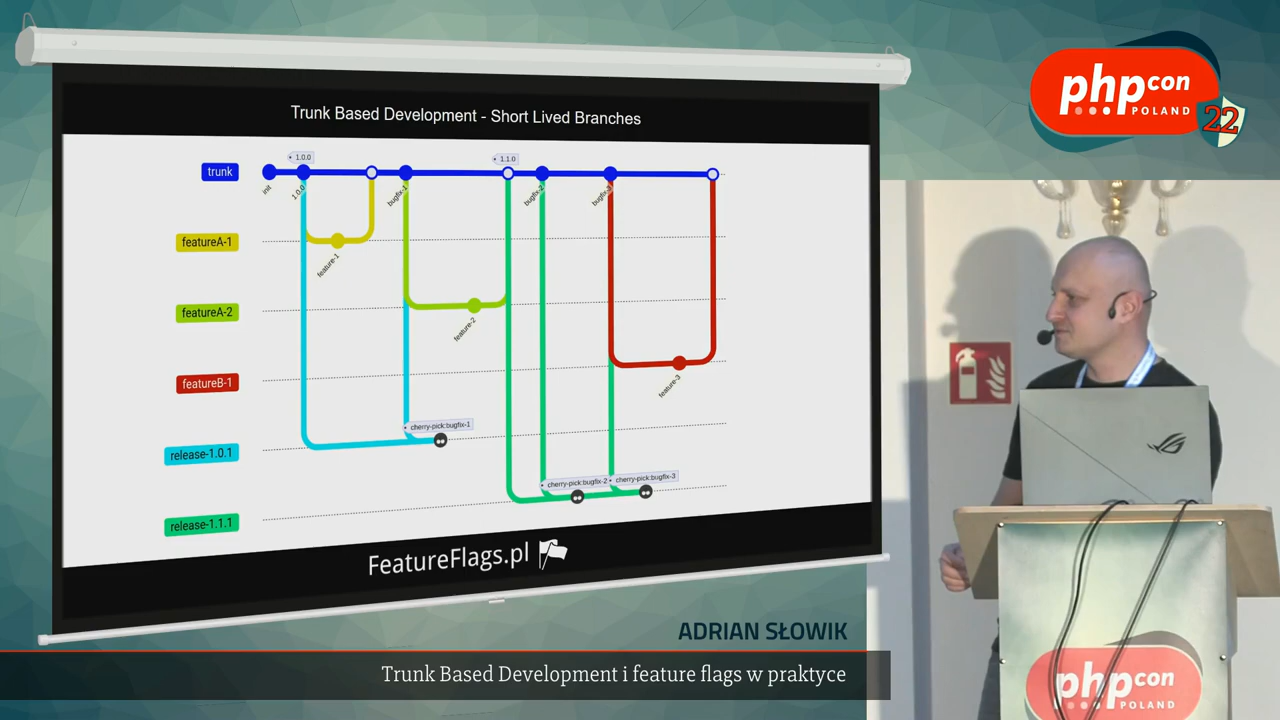 Trunk Based Development - Short Lived Branches
trunk
init
1.0.0
1.0.0
bugfix-1
1.1.0
bugfix-2
bugfix-3
featureA-1
feature-1
featureA-2
feature-2
featureB-1
feature-3
release-1.0.1
cherry-pick:bugfix-1
release-1.1.1
cherry-pick:bugfix-2
cherry-pick:bugfix-3
FeatureFlags.pl
php con
POLAND
22
ADRIAN SŁOWIK
Trunk Based Development i feature flags w praktyce
php con
POLAND